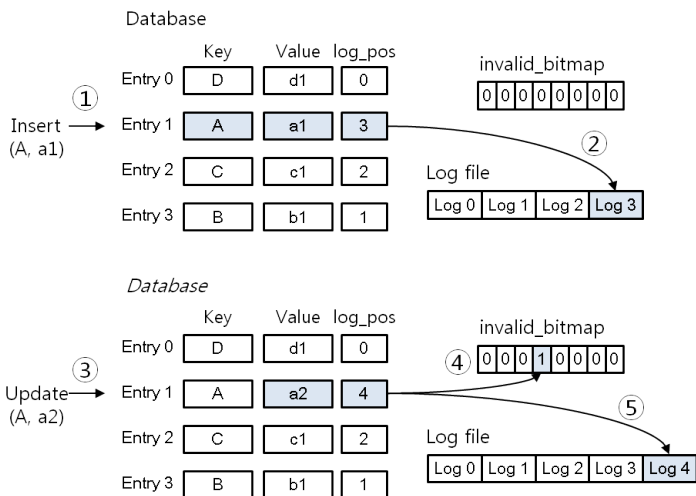 Database
Key Value log_pos
invalid_bitmap
Entry 0 D d1 0
0 0 0 0 0 0 0 0
①
Insert
(A, a1)
Entry 1 A a1 3
②
Entry 2 C c1 2
Log file
Log 0 Log 1 Log 2 Log 3
Entry 3 B b1 1
Database
Key Value log_pos
invalid_bitmap
Entry 0 D d1 0
0 0 0 1 0 0 0 0
③
④
Update
(A, a2)
Entry 1 A a2 4
⑤
Entry 2 C c1 2
Log file
Log 0 Log 1 Log 2 Log 3 Log 4
Entry 3 B b1 1